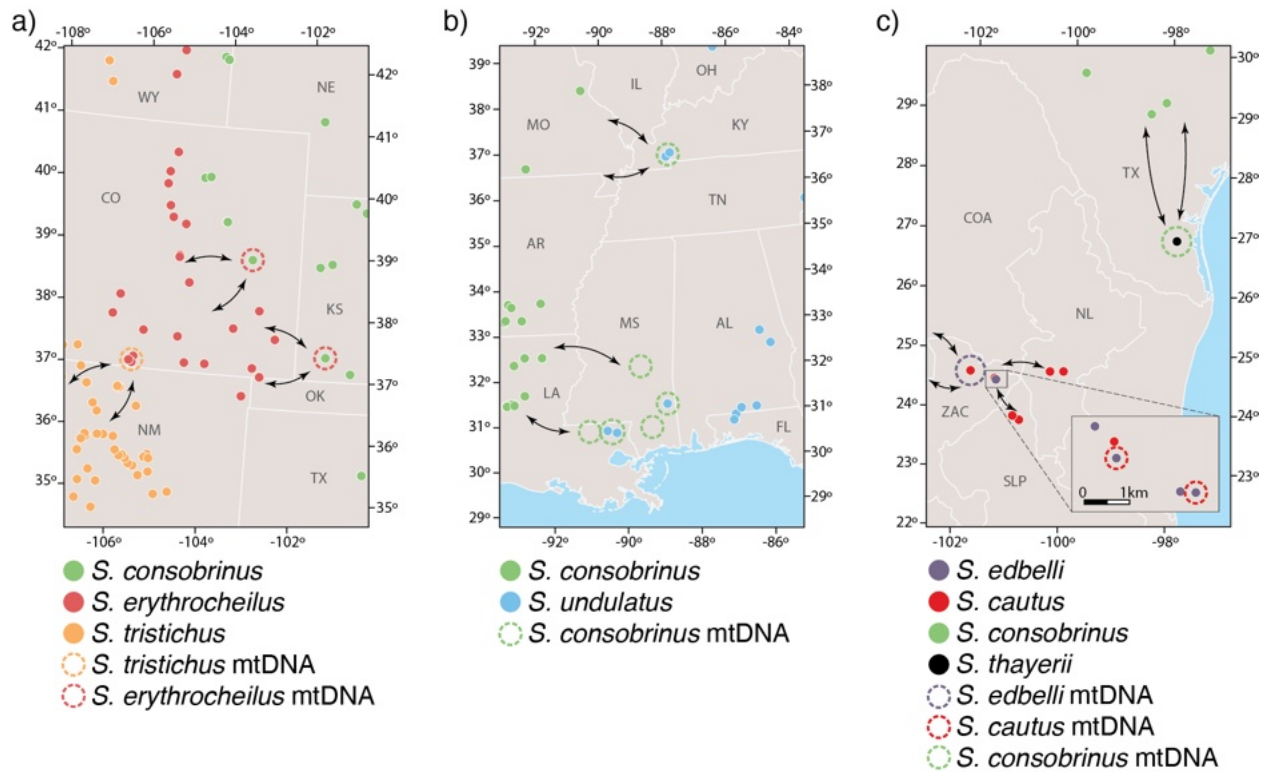 a)
-108 -106 -104 -102
42°
41°
40°
39°
38°
37°
36°
35°
42°
41°
40°
39°
38°
37°
36°
35°
WY
NE
CO
KS
OK
NM
TX
-106 -104 -102
S. consobrinus
S. erythrocheilus
S. tristichus
S. tristichus mtDNA
S. erythrocheilus mtDNA
b)
-92 -90 -88 -86 -84
39°
38°
37°
36°
35°
34°
33°
32°
31°
30°
29°
38°
37°
36°
35°
34°
33°
32°
31°
30°
29°
IL
OH
MO
KY
TN
AR
MS
AL
LA
FL
-92 -90 -88 -86
S. consobrinus
S. undulatus
S. consobrinus mtDNA
c)
-102 -100 -98
29°
28°
27°
26°
25°
24°
23°
22°
30°
29°
28°
27°
26°
25°
24°
23°
TX
COA
NL
ZAC
SLP
0 1km
-102 -100 -98
S. edbelli
S. cautus
S. consobrinus
S. thayerii
S. edbelli mtDNA
S. cautus mtDNA
S. consobrinus mtDNA